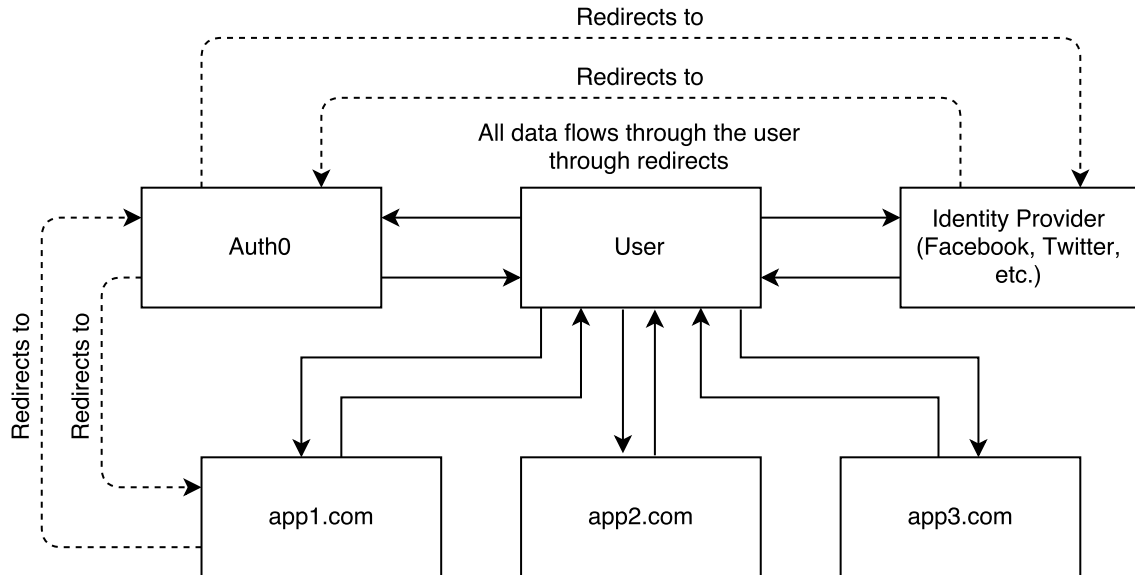 Redirects to
Redirects to
All data flows through the user
through redirects
Auth0
User
Identity Provider
(Facebook, Twitter,
etc.)
Redirects to
Redirects to
app1.com
app2.com
app3.com